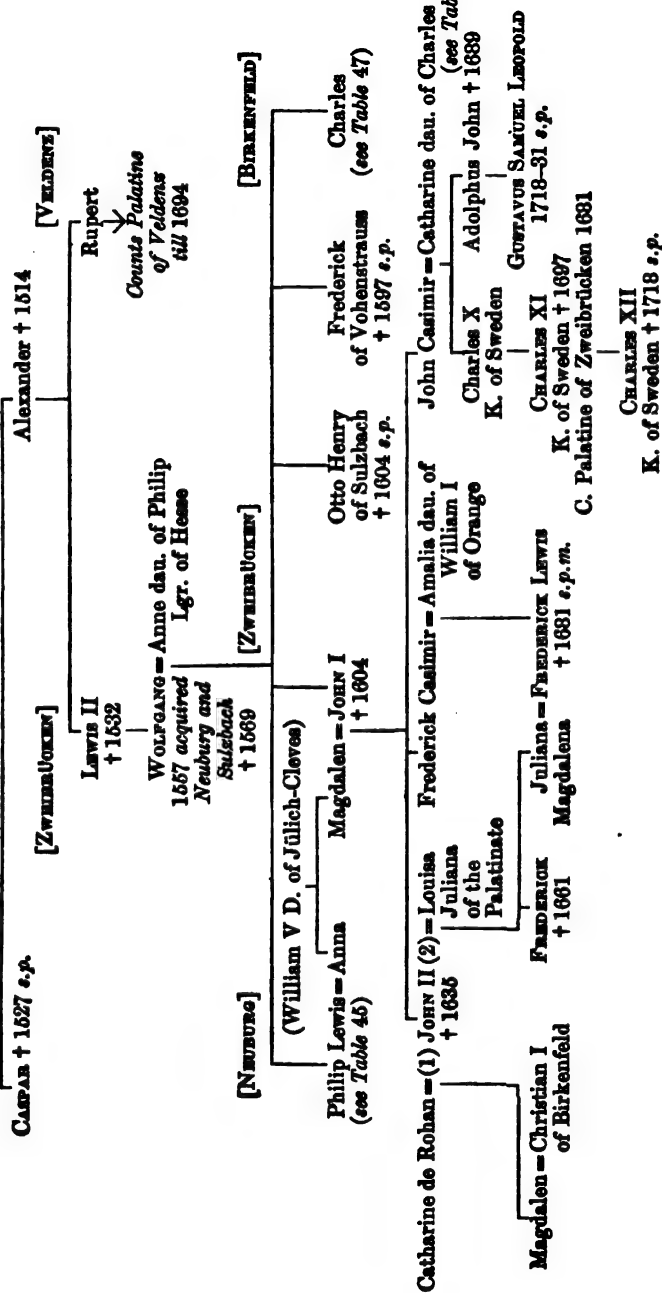 CASPAR † 1527 s.p.
Alexander † 1514
[ZWEIBRÜCKEN]
[VELDENZ]
LEWIS II
† 1532
Rupert
Counts Palatine
of Veldenz
till 1694
WOLFGANG = Anne dau. of Philip
1557 acquired Lgr. of Hesse
Neuburg and
Sulzbach
† 1569
[NEUBURG]
[ZWEIBRÜCKEN]
[BIRKENFELD]
(William V D. of Jülich-Cleves)
Philip Lewis = Anna
(see Table 45)
Magdalen = JOHN I
† 1604
Otto Henry
of Sulzbach
† 1604 s.p.
Frederick
of Vohenstrauss
† 1597 s.p.
Charles
(see Table 47)
Catharine de Rohan = (1) JOHN II (2) = Louisa
† 1635
Juliana
of the
Palatinate
Frederick Casimir = Amalia dau. of
William I
of Orange
John Casimir = Catharine dau. of Charles
(see
Magdalen = Christian I
of Birkenfeld
FREDERICK
† 1661
Juliana = FREDERICK LEWIS
Magdalena † 1681 s.p.m.
Charles X
K. of Sweden
Adolphus John † 1689
CHARLES XI
K. of Sweden † 1697
C. Palatine of Zweibrücken 1681
GUSTAVUS SAMUEL LEOPOLD
1718–31 s.p.
CHARLES XII
K. of Sweden † 1718 s.p.